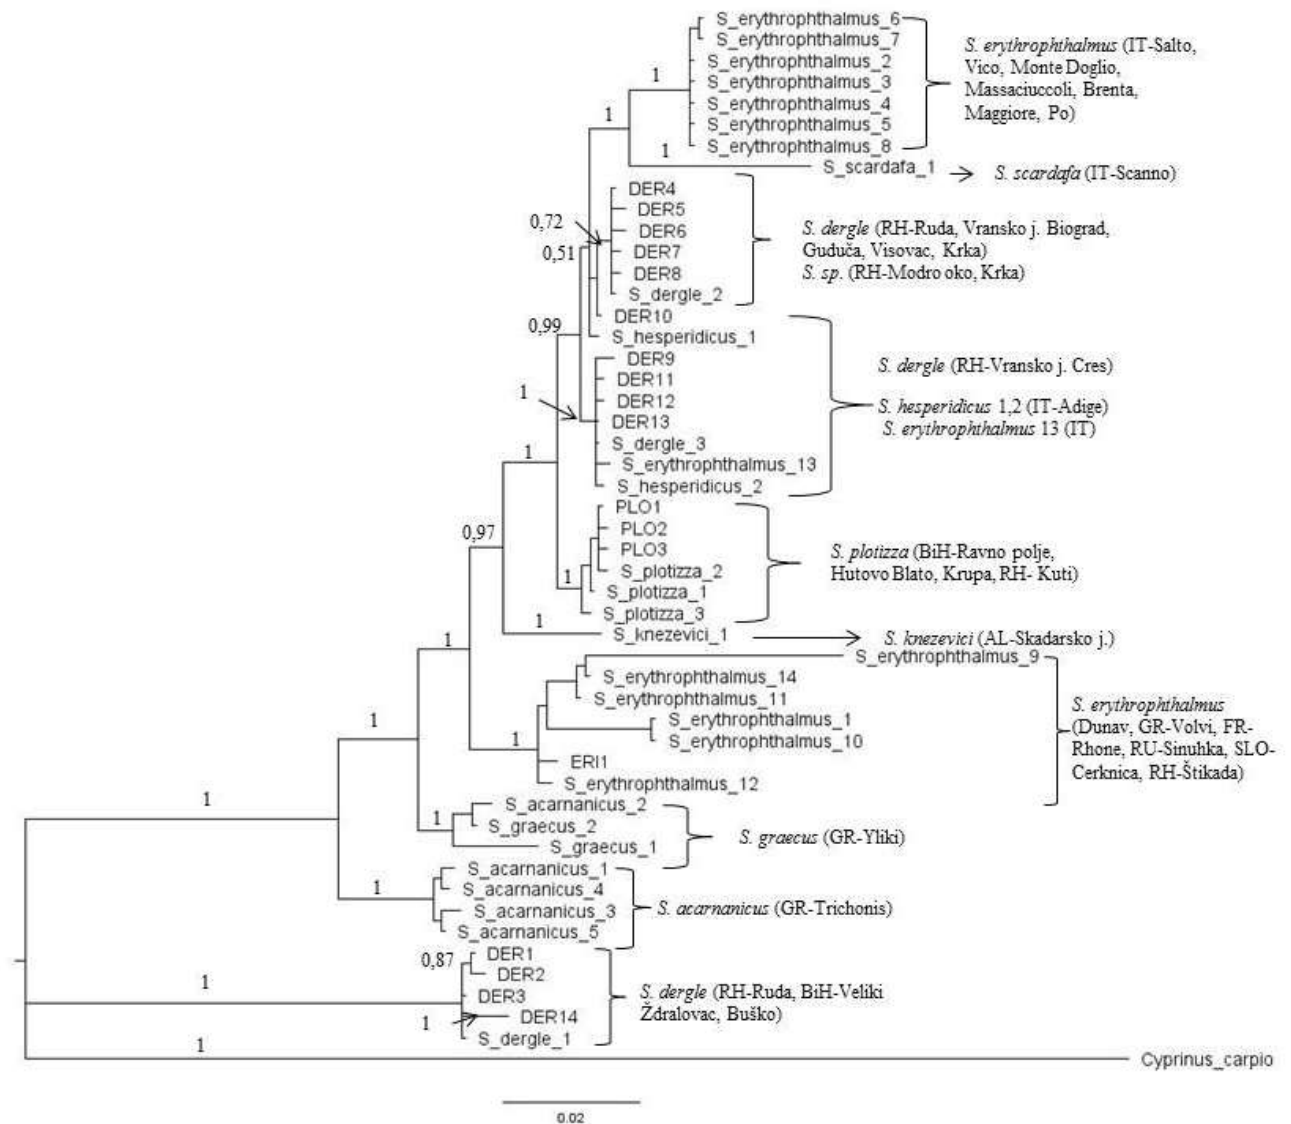 S_erythrophthalmus_6
S_erythrophthalmus_7
S_erythrophthalmus_2
S_erythrophthalmus_3
S_erythrophthalmus_4
S_erythrophthalmus_5
S_erythrophthalmus_8
S. erythrophthalmus (IT-Salto,
Vico, Monte Doglio,
Massaciuccoli, Brenta,
Maggiore, Po)
1
1
1
S_scardafa_1
S. scardafa (IT-Scanno)
DER4
DER5
DER6
DER7
DER8
S_dergle_2
0,72
0,51
S. dergle (RH-Ruda, Vransko j. Biograd,
Guduča, Visovac, Krka)
S. sp. (RH-Modro oko, Krka)
DER10
S_hesperidicus_1
0,99
DER9
DER11
DER12
DER13
S_dergle_3
S_erythrophthalmus_13
S_hesperidicus_2
1
S. dergle (RH-Vransko j. Cres)
S. hesperidicus 1,2 (IT-Adige)
S. erythrophthalmus 13 (IT)
1
PLO1
PLO2
PLO3
S_plotizza_2
S_plotizza_1
S_plotizza_3
0,97
1
S. plotizza (BiH-Ravno polje,
Hutovo Blato, Krupa, RH- Kuti)
1
S_knezevici_1
S. knezevici (AL-Skadarsko j.)
1
S_erythrophthalmus_9
S_erythrophthalmus_14
S_erythrophthalmus_11
S_erythrophthalmus_1
S_erythrophthalmus_10
ERI1
S_erythrophthalmus_12
1
S. erythrophthalmus
(Dunav, GR-Volvi, FR-
Rhone, RU-Sinuhka, SLO-
Cerknica, RH-Štikada)
1
1
S_acarnanicus_2
S_graecus_2
S_graecus_1
1
S. graecus (GR-Yliki)
S_acarnanicus_1
S_acarnanicus_4
S_acarnanicus_3
S_acarnanicus_5
1
S. acarnanicus (GR-Trichonis)
0,87
DER1
DER2
DER3
DER14
S_dergle_1
1
1
S. dergle (RH-Ruda, BiH-Veliki
Ždralovac, Buško)
1
Cyprinus_carpio
0.02